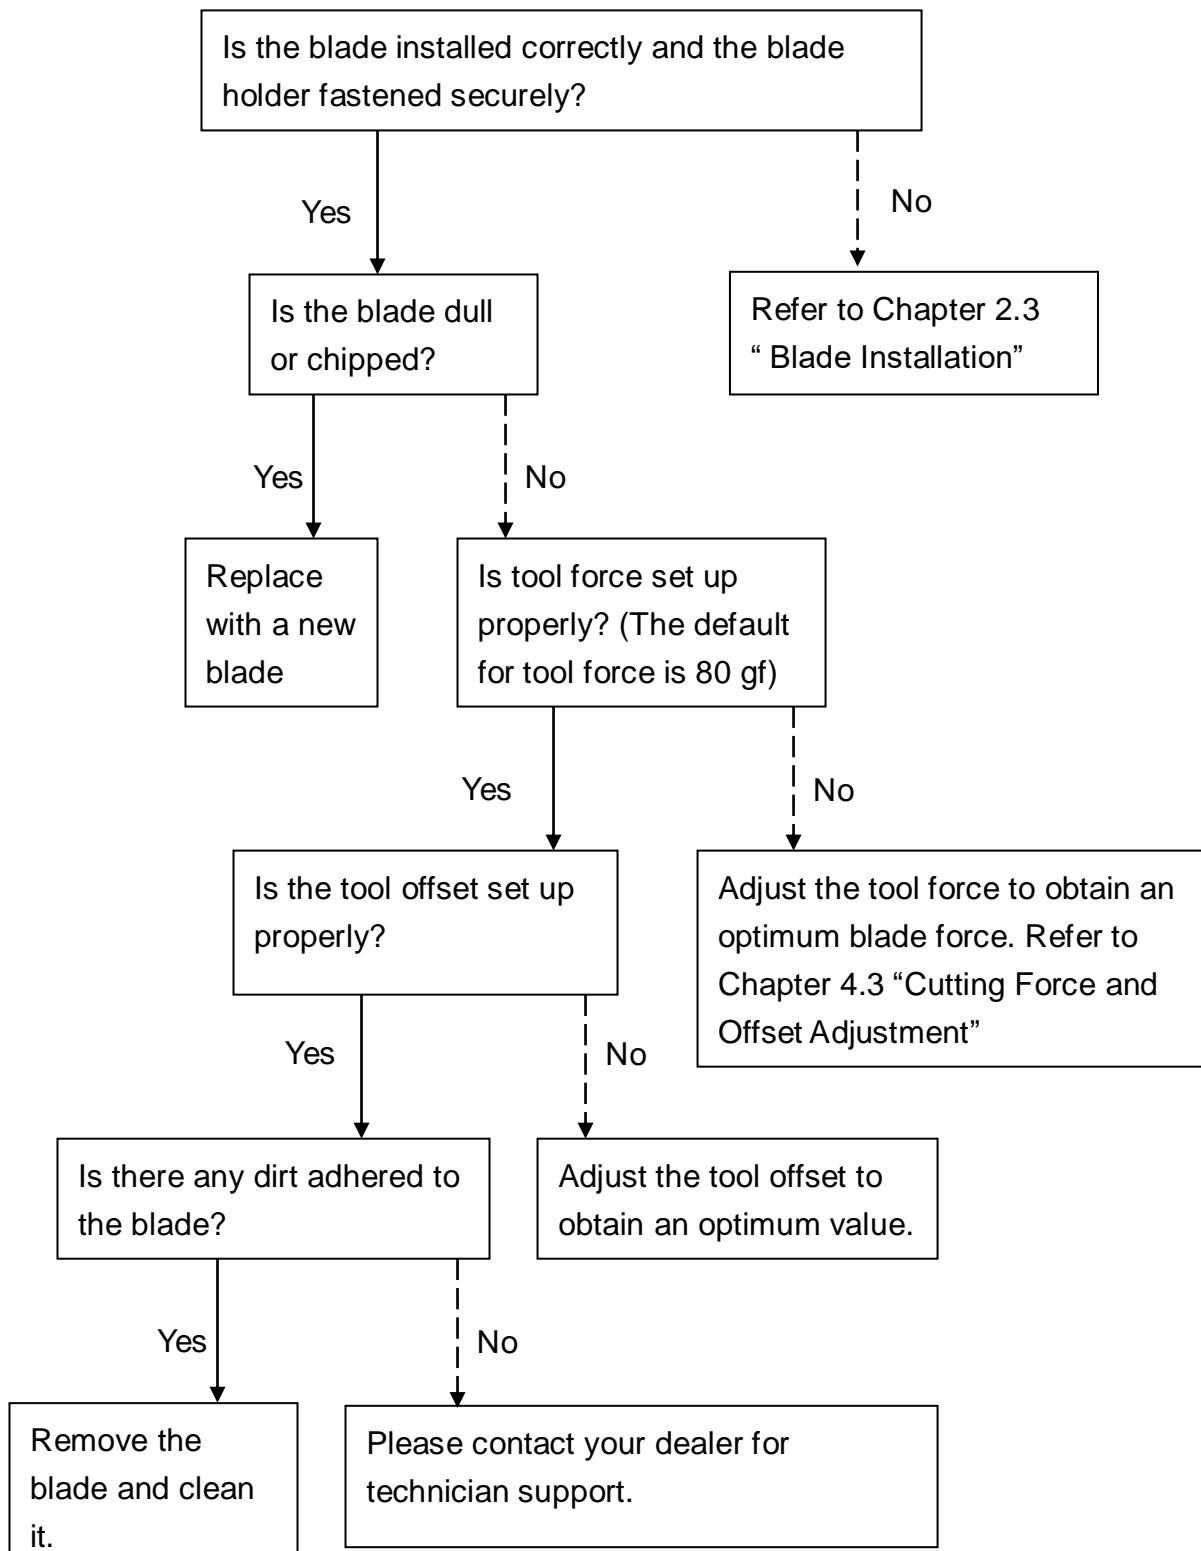 Is the blade installed correctly and the blade
holder fastened securely?
Yes
No
Is the blade dull
or chipped?
Refer to Chapter 2.3
“ Blade Installation”
Yes
No
Replace
with a new
blade
Is tool force set up
properly? (The default
for tool force is 80 gf)
Yes
No
Is the tool offset set up
properly?
Adjust the tool force to obtain an
optimum blade force. Refer to
Chapter 4.3 “Cutting Force and
Offset Adjustment”
Yes
No
Is there any dirt adhered to
the blade?
Adjust the tool offset to
obtain an optimum value.
Yes
No
Remove the
blade and clean
it.
Please contact your dealer for
technician support.